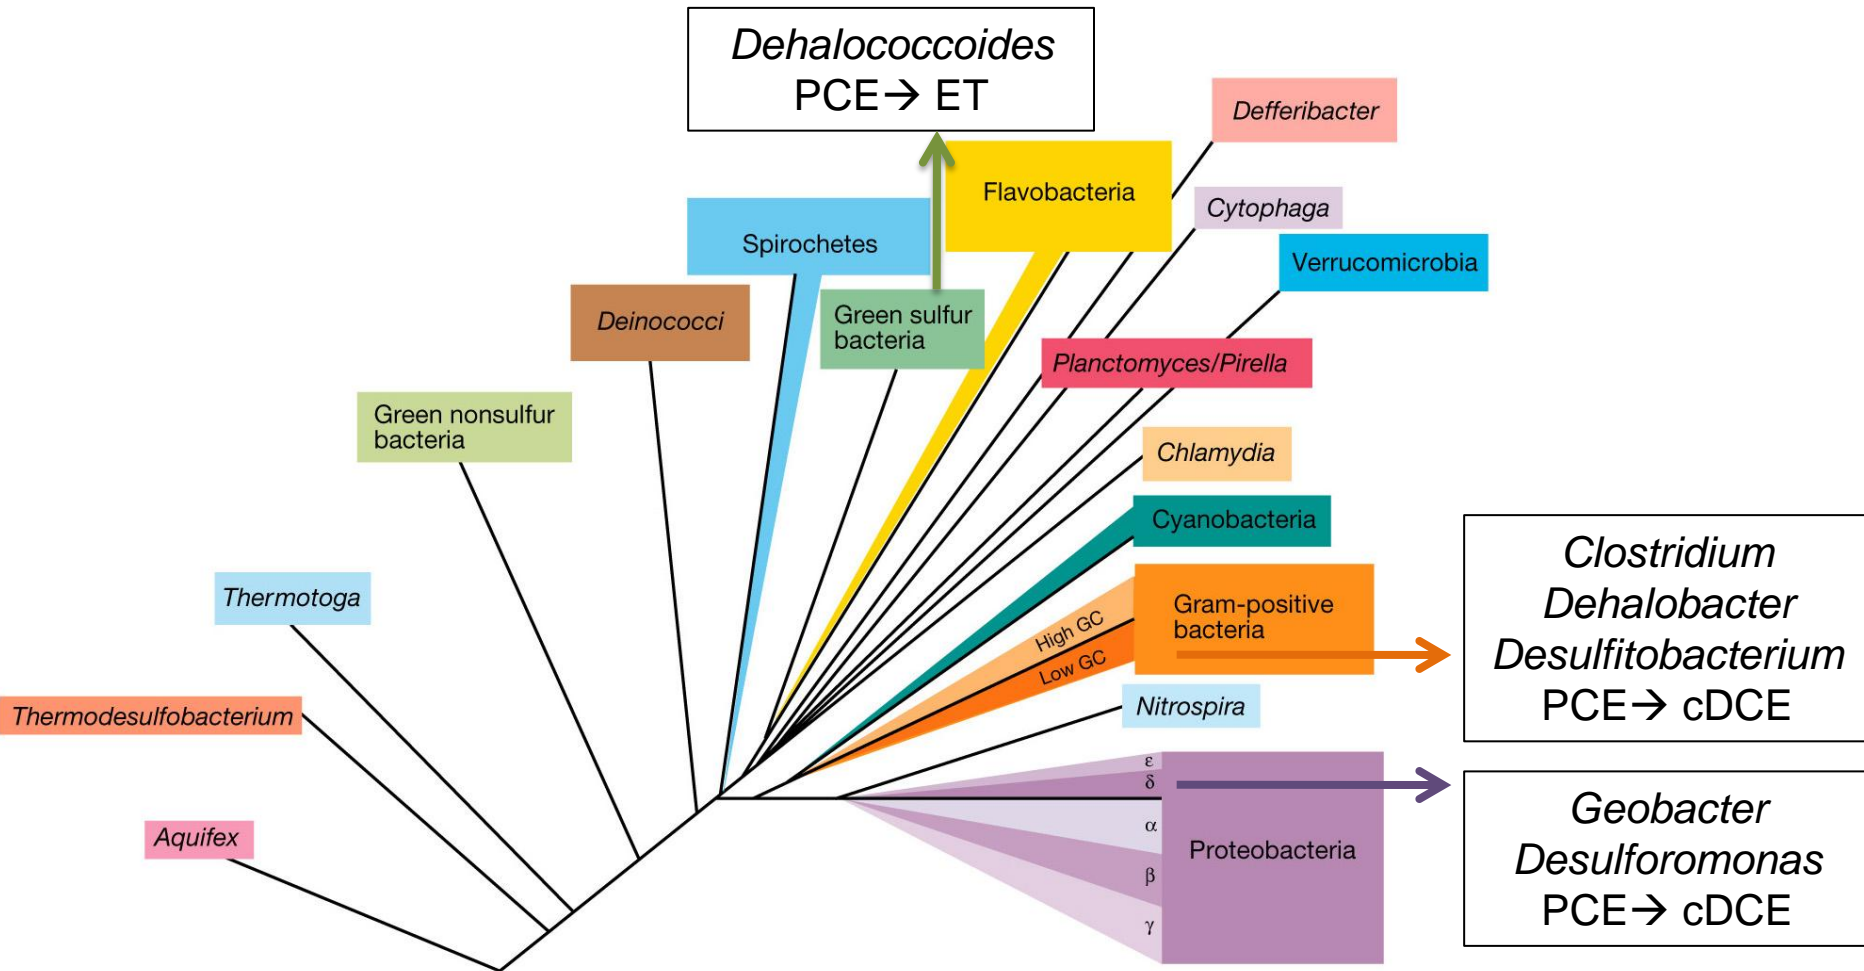 Dehalococcoides
PCE→ ET
Defferibacter
Flavobacteria
Cytophaga
Spirochetes
Verrucomicrobia
Deinococci
Green sulfur
bacteria
Planctomyces/Pirella
Green nonsulfur
bacteria
Chlamydia
Cyanobacteria
Thermotoga
High GC
Low GC
Gram-positive
bacteria
Clostridium
Dehalobacter
Desulfitobacterium
PCE→ cDCE
Nitrospira
Thermodesulfobacterium
ε
δ
α
β
γ
Proteobacteria
Aquifex
Geobacter
Desulforomonas
PCE→ cDCE